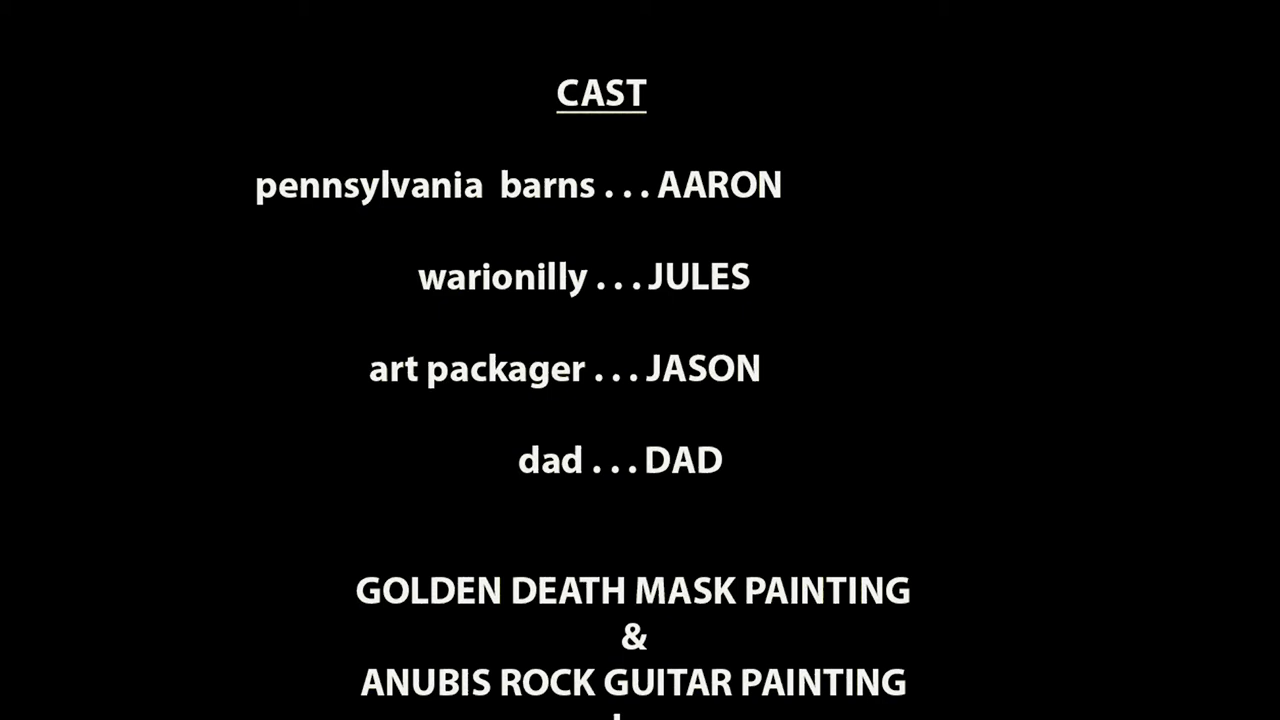 CAST
pennsylvania barns . . . AARON
warionilly . . . JULES
art packager . . . JASON
dad . . . DAD
GOLDEN DEATH MASK PAINTING
&
ANUBIS ROCK GUITAR PAINTING